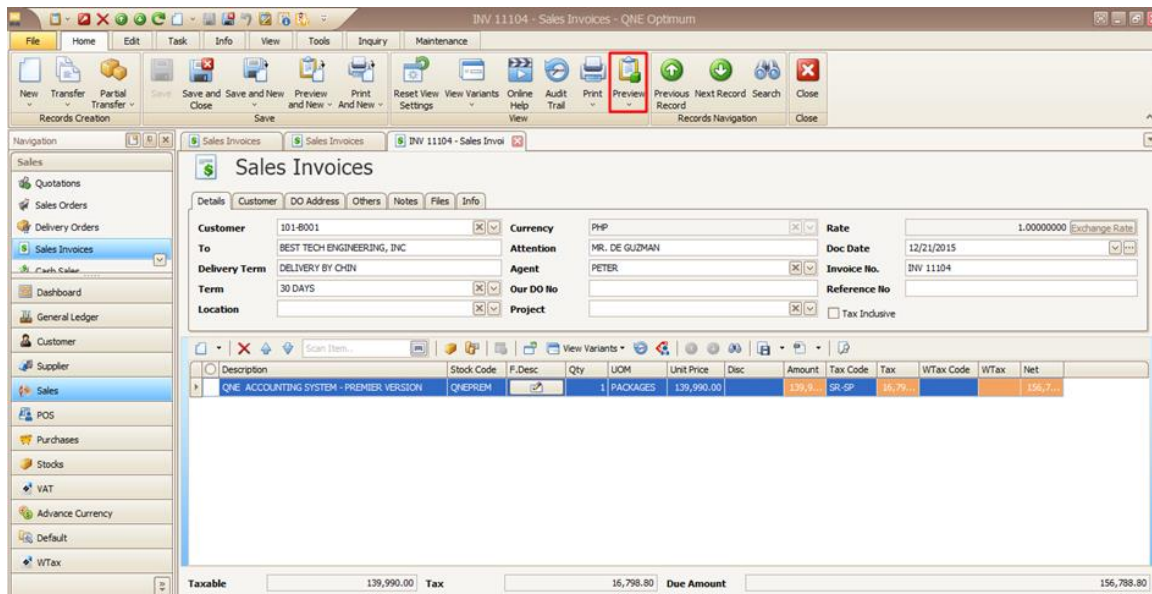 INV 11104 - Sales Invoices - QNE Optimum
File Home Edit Task Info View Tools Inquiry Maintenance
New Transfer Partial Transfer Save Save and Close Save and New Preview and New Print And New Reset View Settings View Variants Online Help Audit Trail Print Preview Previous Record Next Record Search Close
Records Creation Save View Records Navigation Close
Navigation
Sales Invoices Sales Invoices INV 11104 - Sales Invoi
Sales
Quotations
Sales Orders
Delivery Orders
Sales Invoices
Cash Sales
Dashboard
General Ledger
Customer
Supplier
Sales
POS
Purchases
Stocks
VAT
Advance Currency
Default
WTax
Sales Invoices
Details Customer DO Address Others Notes Files Info
Customer 101-B001 Currency PHP Rate 1.00000000 Exchange Rate
To BEST TECH ENGINEERING, INC Attention MR. DE GUZMAN Doc Date 12/21/2015
Delivery Term DELIVERY BY CHIN Agent PETER Invoice No. INV 11104
Term 30 DAYS Our DO No Reference No
Location Project Tax Inclusive
Scan Item... View Variants
Description Stock Code F.Desc Qty UOM Unit Price Disc Amount Tax Code Tax WTax Code WTax Net
QNE ACCOUNTING SYSTEM - PREMIER VERSION QNEPREM 1 PACKAGES 139,990.00 139,9... SR-SP 16,79... 156,7...
Taxable 139,990.00 Tax 16,798.80 Due Amount 156,788.80